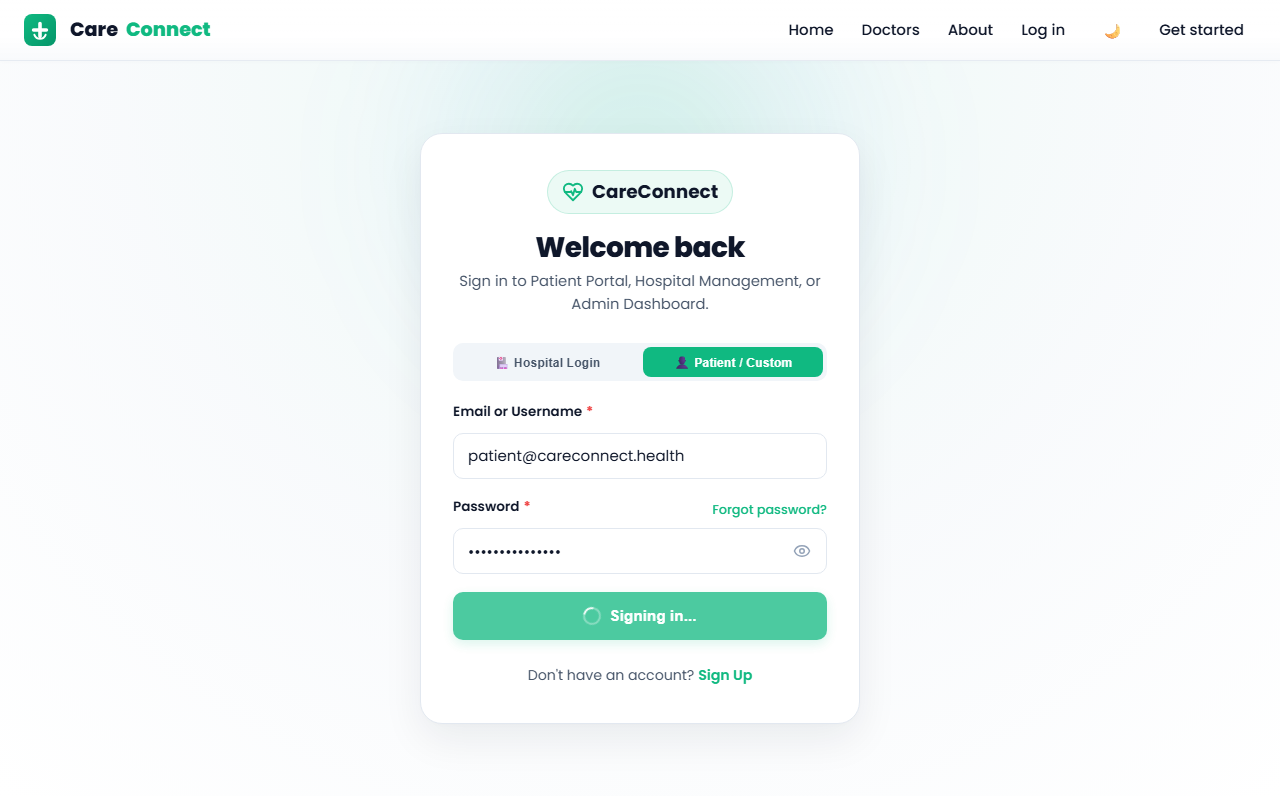 Care Connect
Home
Doctors
About
Log in
Get started
CareConnect
Welcome back
Sign in to Patient Portal, Hospital Management, or
Admin Dashboard.
Hospital Login
Patient / Custom
Email or Username *
patient@careconnect.health
Password *
Forgot password?
Signing in...
Don't have an account? Sign Up